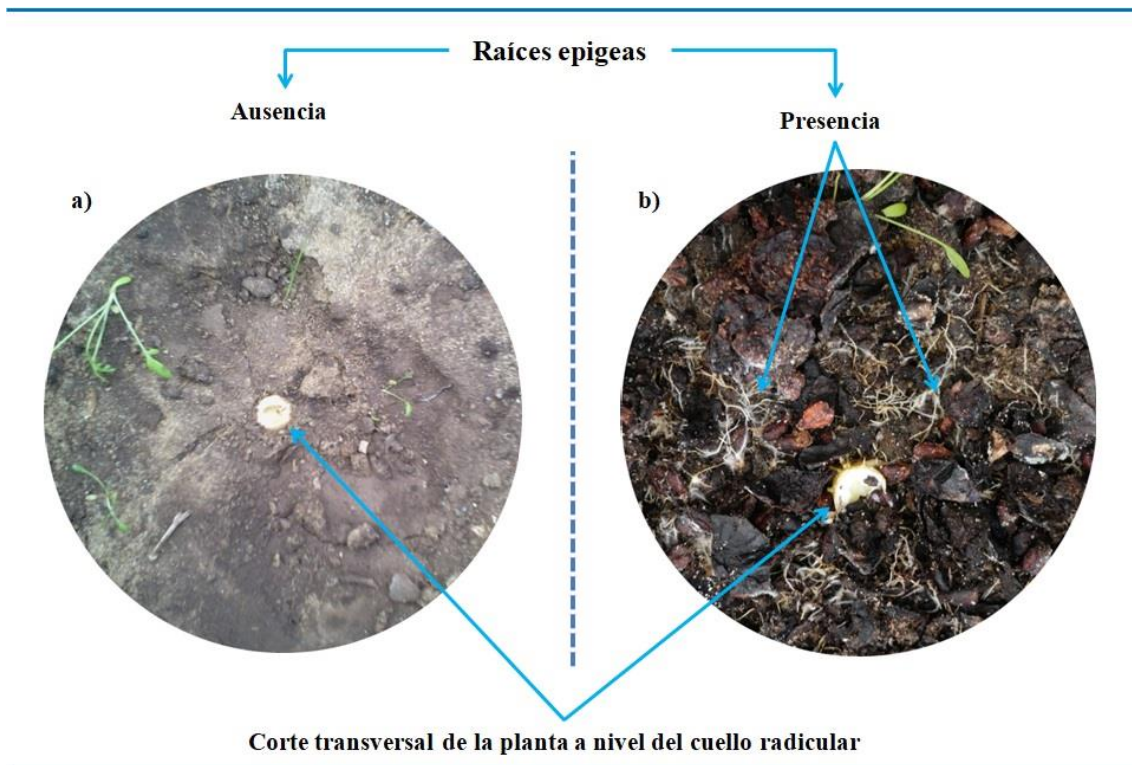 Raíces epigeas
Ausencia
Presencia
a)
b)
Corte transversal de la planta a nivel del cuello radicular